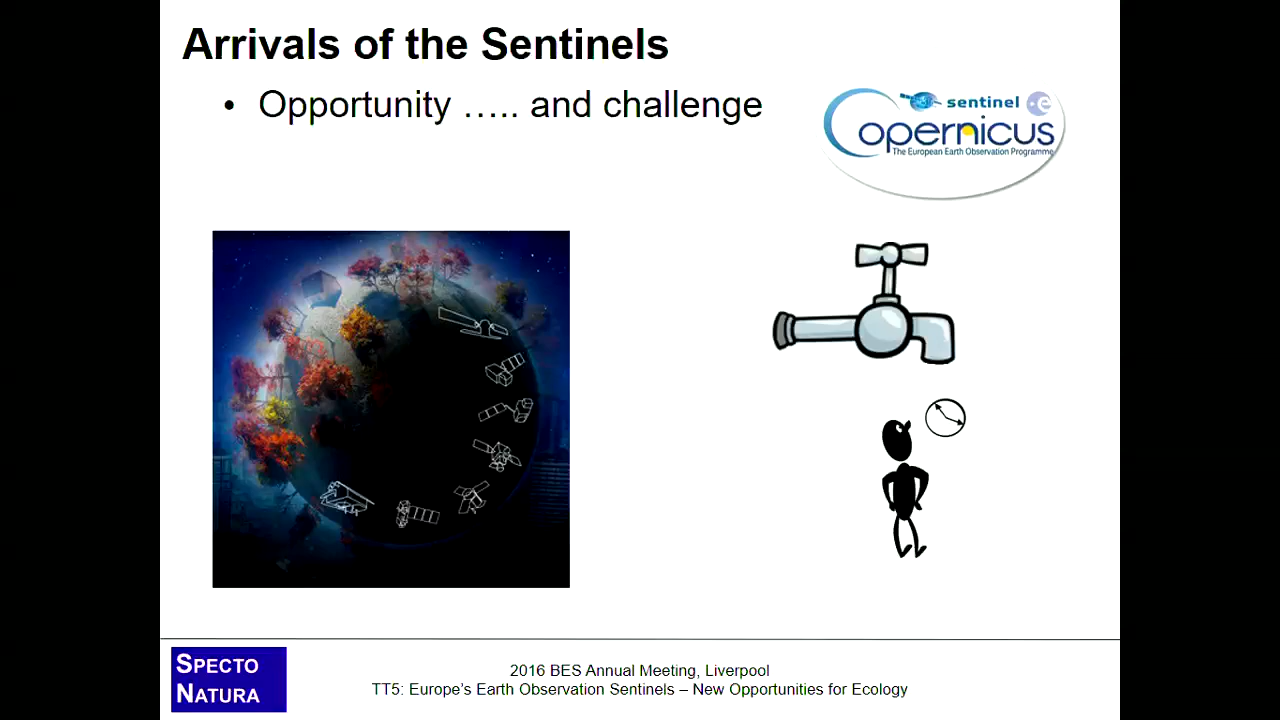 Arrivals of the Sentinels
• Opportunity ….. and challenge
sentinel
Copernicus
The European Earth Observation Programme
SPECTO
NATURA
2016 BES Annual Meeting, Liverpool
TT5: Europe’s Earth Observation Sentinels – New Opportunities for Ecology